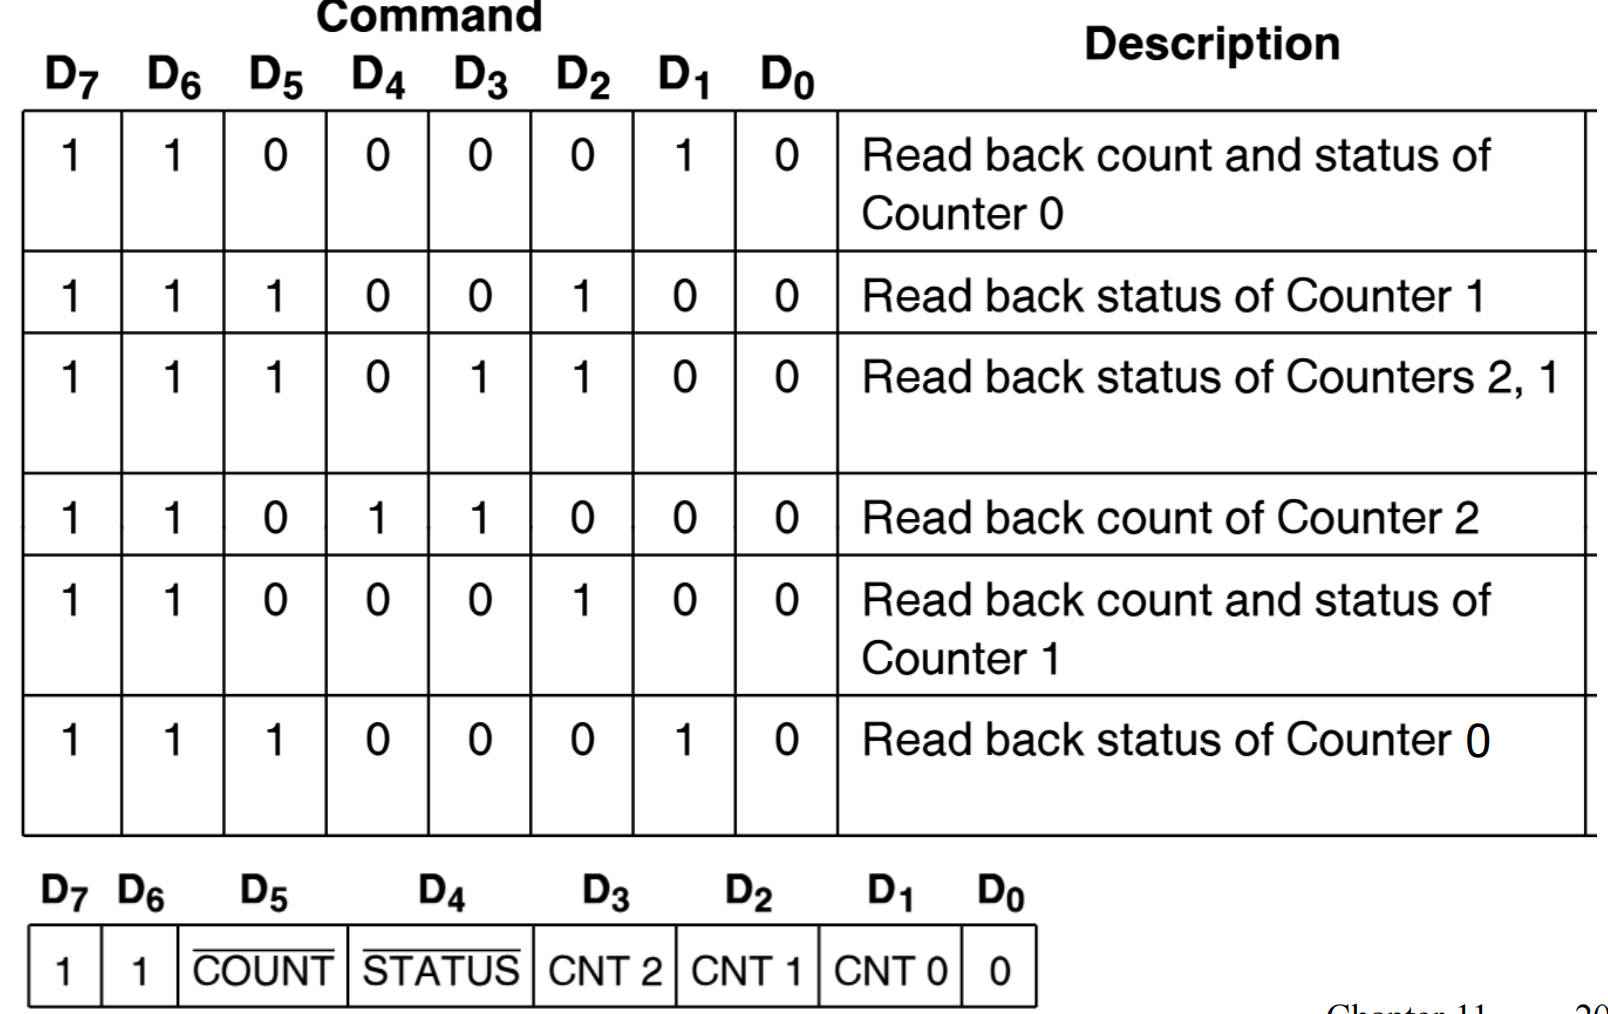 Command
Description
D7 D6 D5 D4 D3 D2 D1 D0
1 1 0 0 0 0 1 0 Read back count and status of
Counter 0
1 1 1 0 0 1 0 0 Read back status of Counter 1
1 1 1 0 1 1 0 0 Read back status of Counters 2, 1
1 1 0 1 1 0 0 0 Read back count of Counter 2
1 1 0 0 0 1 0 0 Read back count and status of
Counter 1
1 1 1 0 0 0 1 0 Read back status of Counter 0
D7 D6 D5 D4 D3 D2 D1 D0
1 1 COUNT STATUS CNT 2 CNT 1 CNT 0 0
Chapter 11